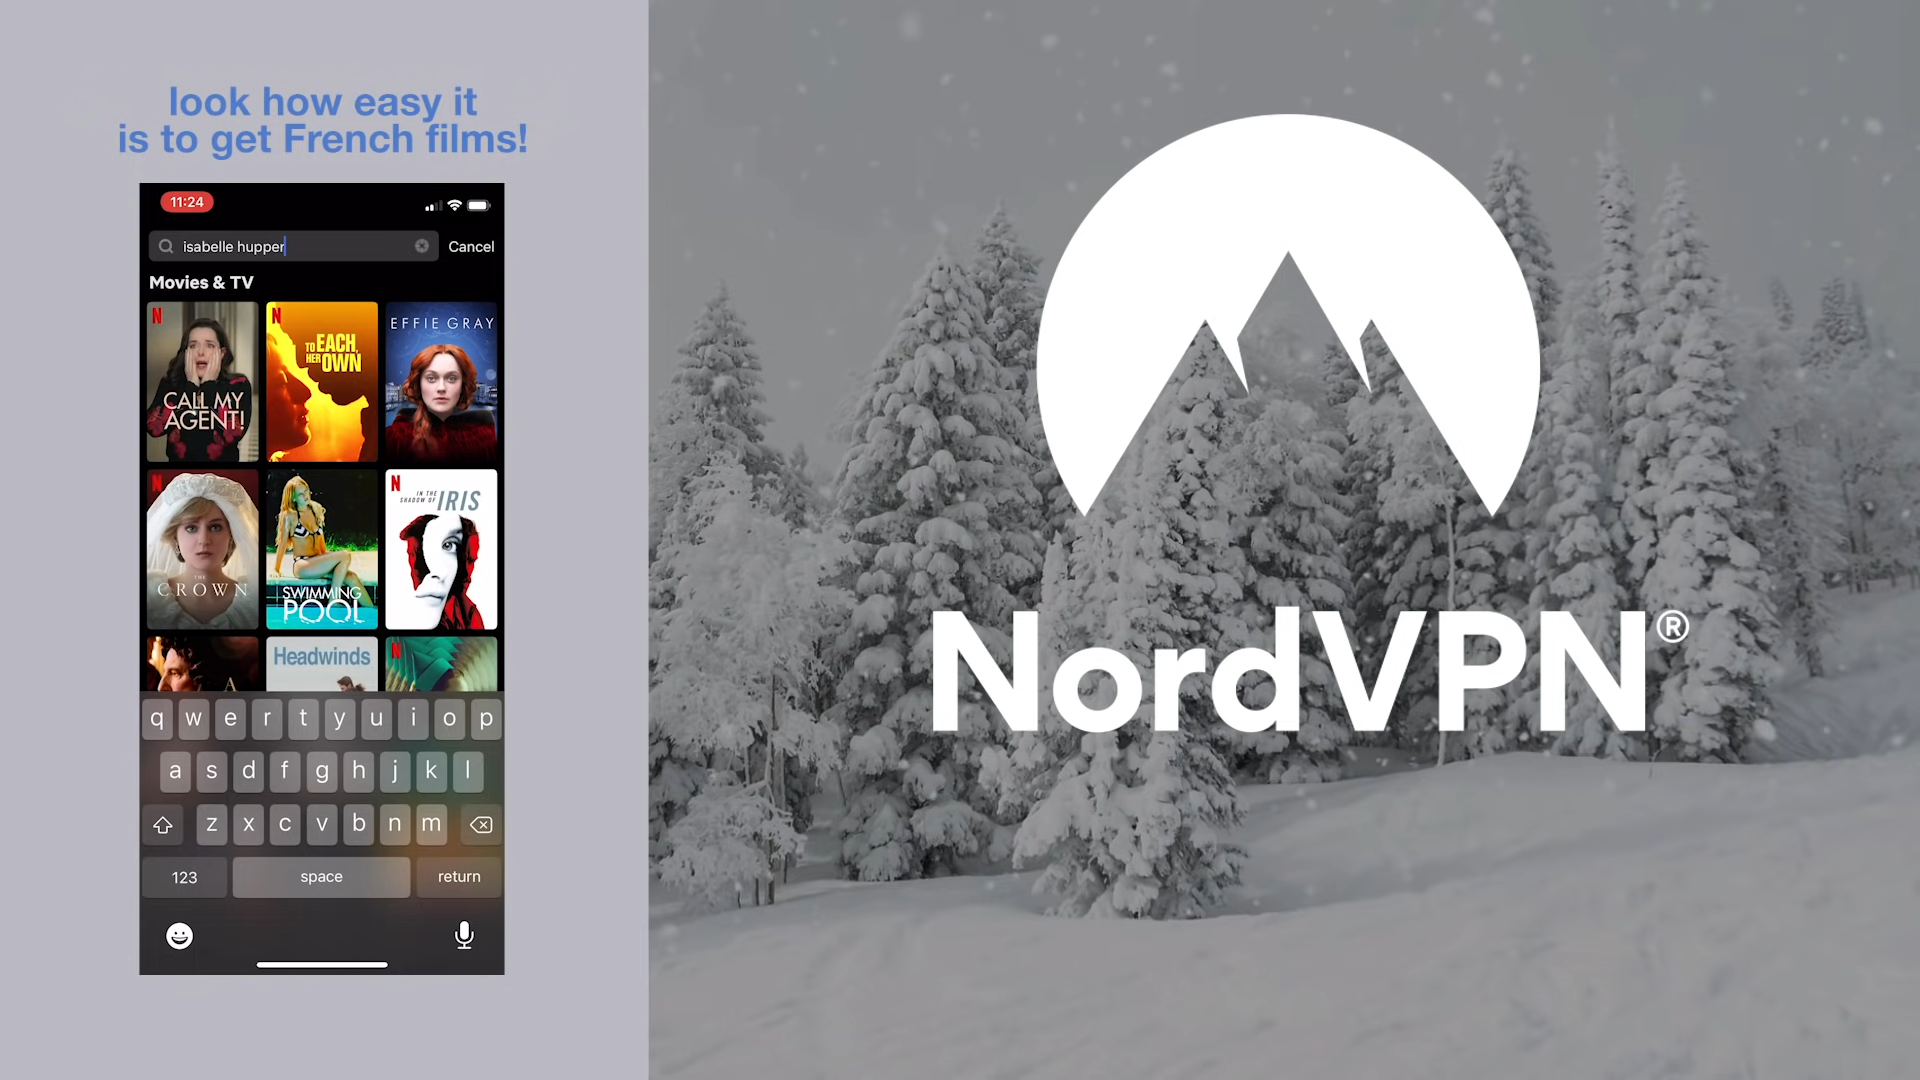 look how easy it
is to get French films!
11:24
isabelle hupper
Cancel
Movies & TV
N
CALL MY
AGENT!
N
TO EACH,
HER OWN
EFFIE GRAY
N
THE
CROWN
SWIMMING
POOL
N
IN THE
SHADOW OF
IRIS
A
Headwinds
N
q w e r t y u i o p
a s d f g h j k l
z x c v b n m
123
space
return
NordVPN®